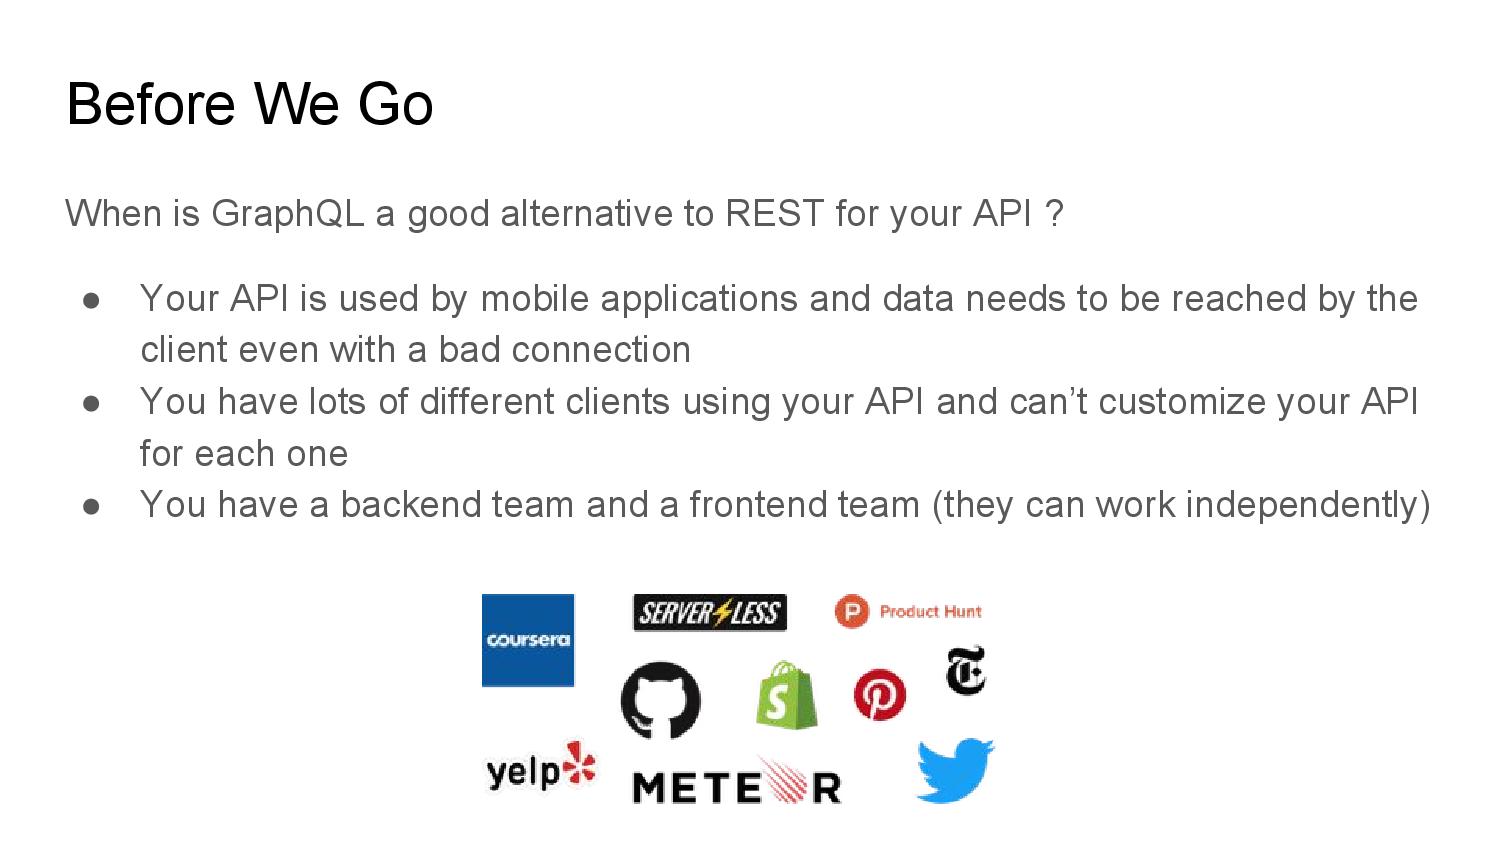 Before We Go
When is GraphQL a good alternative to REST for your API ?
● Your API is used by mobile applications and data needs to be reached by the
client even with a bad connection
● You have lots of different clients using your API and can’t customize your API
for each one
● You have a backend team and a frontend team (they can work independently)
coursera
SERVERLESS
P Product Hunt
T
S
P
yelp
METEOR